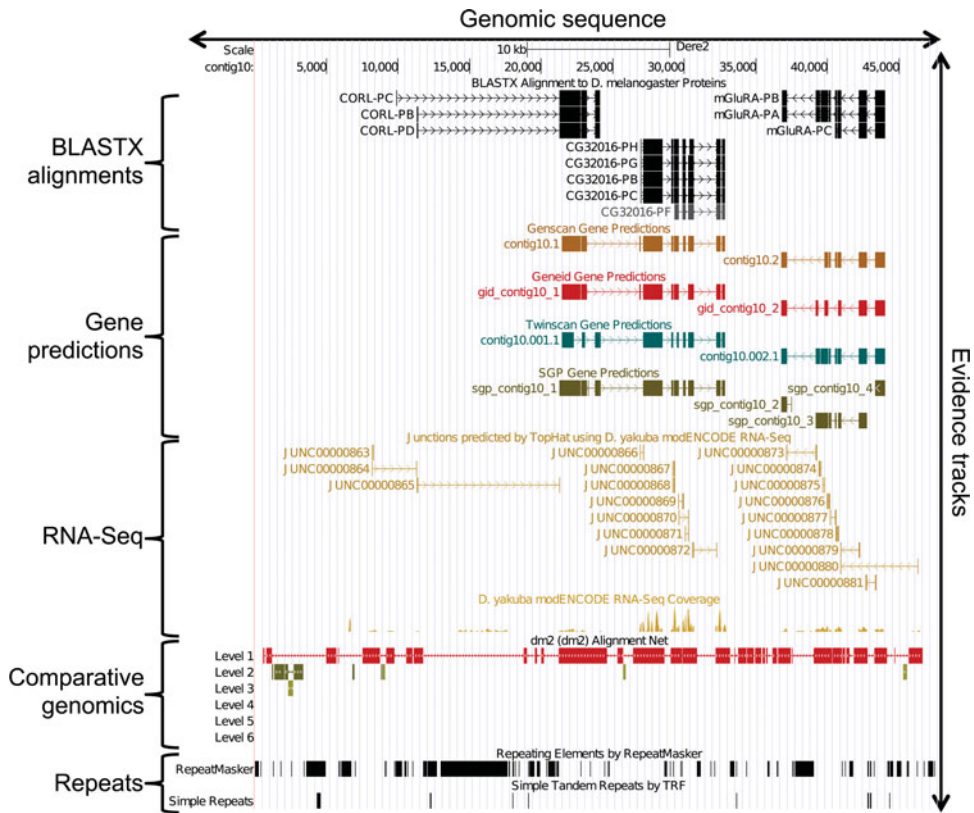 Genomic sequence
Scale 10 kb Dere2
contig10: 5,000 10,000 15,000 20,000 25,000 30,000 35,000 40,000 45,000
BLASTX Alignment to D. melanogaster Proteins
CORL-PC mGluRA-PB
CORL-PB mGluRA-PA
CORL-PD mGluRA-PC
BLASTX alignments
CG32016-PH
CG32016-PG
CG32016-PB
CG32016-PC
CG32016-PF
Genscan Gene Predictions
contig10.1
contig10.2
Geneid Gene Predictions
gid_contig10_1
gid_contig10_2
Gene predictions
Twinscan Gene Predictions
contig10.001.1
contig10.002.1
SGP Gene Predictions
sgp_contig10_1 sgp_contig10_4
sgp_contig10_2
sgp_contig10_3
Evidence tracks
Junctions predicted by TopHat using D. yakuba modENCODE RNA-Seq
JUNC00000863 JUNC00000866 JUNC00000873
JUNC00000864 JUNC00000867 JUNC00000874
JUNC00000865 JUNC00000868 JUNC00000875
JUNC00000869 JUNC00000876
JUNC00000870 JUNC00000877
JUNC00000871 JUNC00000878
JUNC00000872 JUNC00000879
JUNC00000880
JUNC00000881
RNA-Seq
D. yakuba modENCODE RNA-Seq Coverage
dm2 (dm2) Alignment Net
Level 1
Level 2
Level 3
Level 4
Level 5
Level 6
Comparative genomics
Repeating Elements by RepeatMasker
RepeatMasker
Repeats
Simple Tandem Repeats by TRF
Simple Repeats